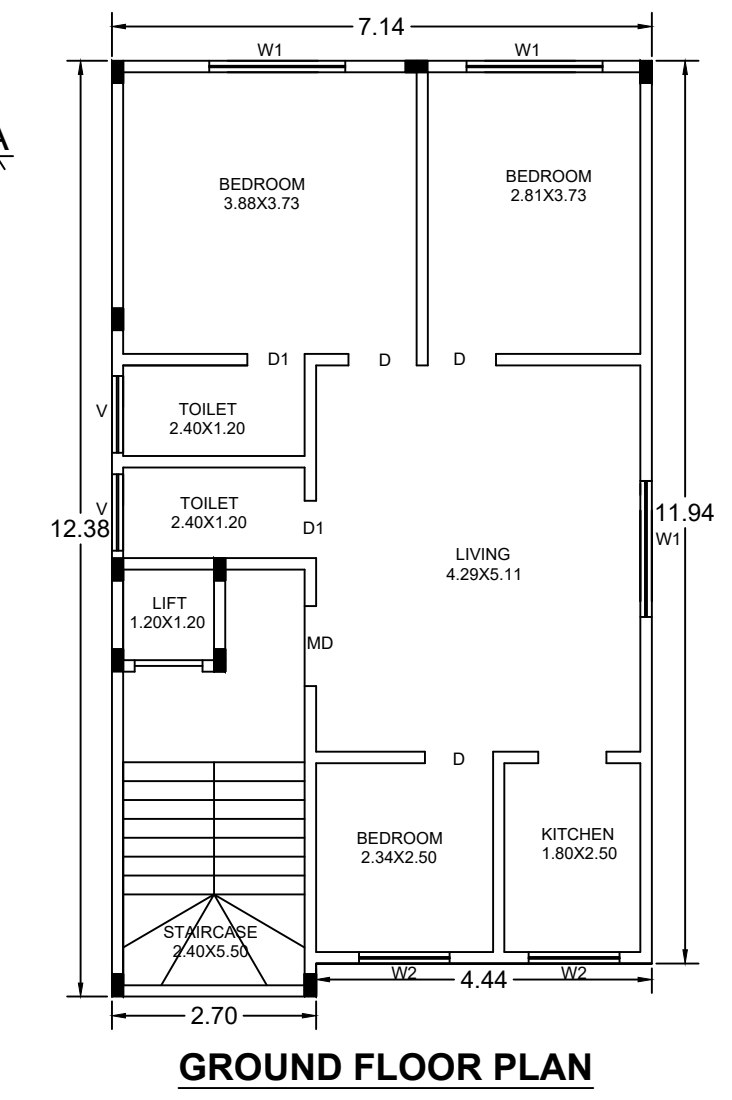 7.14
W1
W1
A
BEDROOM
3.88X3.73
BEDROOM
2.81X3.73
D1
D
D
V
TOILET
2.40X1.20
V
TOILET
2.40X1.20
12.38
D1
11.94
W1
LIVING
4.29X5.11
LIFT
1.20X1.20
MD
D
BEDROOM
2.34X2.50
KITCHEN
1.80X2.50
STAIRCASE
2.40X5.50
W2
4.44
W2
2.70
GROUND FLOOR PLAN